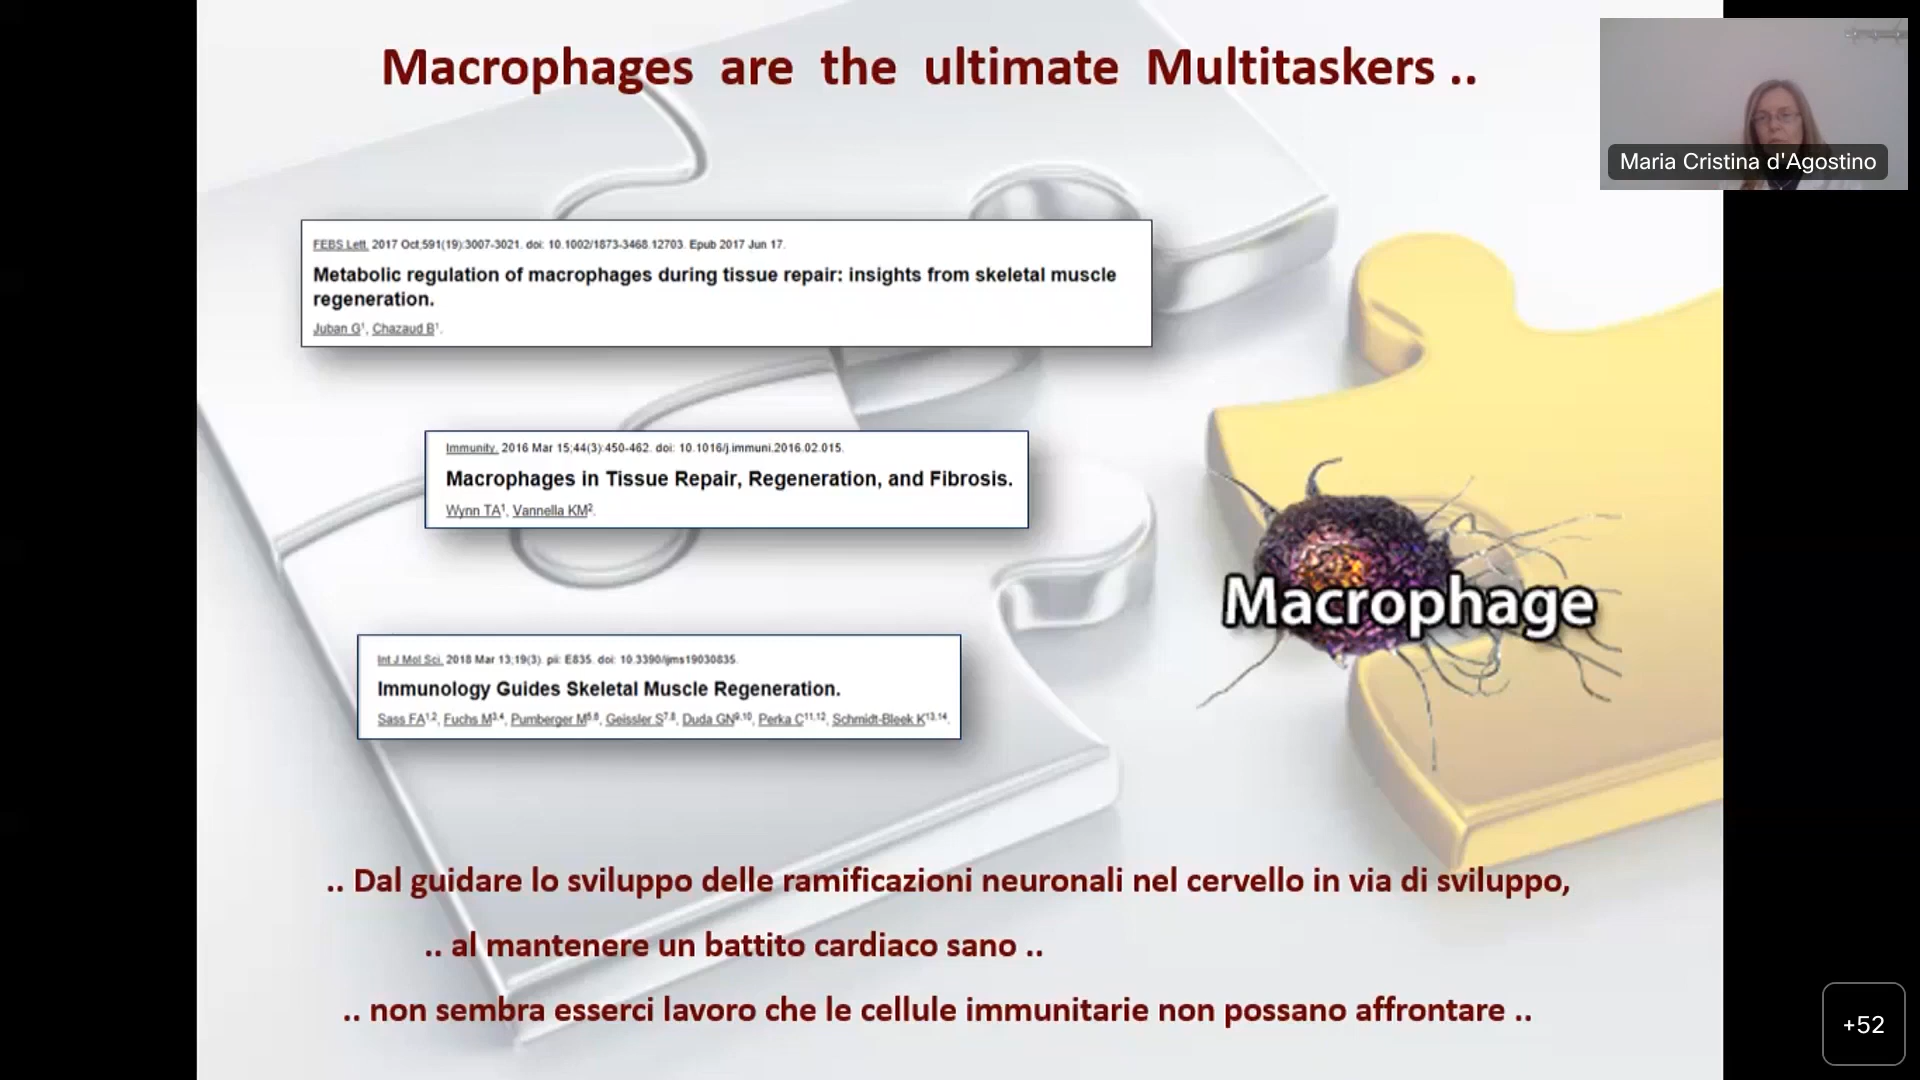 Macrophages are the ultimate Multitaskers ..
Maria Cristina d'Agostino
FEBS Lett. 2017 Oct;591(19):3007-3021. doi: 10.1002/1873-3468.12703. Epub 2017 Jun 17.
Metabolic regulation of macrophages during tissue repair: insights from skeletal muscle
regeneration.
Juban G¹, Chazaud B¹.
Immunity. 2016 Mar 15;44(3):450-462. doi: 10.1016/j.immuni.2016.02.015.
Macrophages in Tissue Repair, Regeneration, and Fibrosis.
Wynn TA¹, Vannella KM².
Macrophage
Int J Mol Sci. 2018 Mar 13;19(3). pii: E835. doi: 10.3390/ijms19030835.
Immunology Guides Skeletal Muscle Regeneration.
Sass FA¹,², Fuchs M³,⁴, Pumberger M⁵,⁶, Geissler S⁷,⁸, Duda GN⁹,¹⁰, Perka C¹¹,¹², Schmidt-Bleek K¹³,¹⁴.
.. Dal guidare lo sviluppo delle ramificazioni neuronali nel cervello in via di sviluppo,
.. al mantenere un battito cardiaco sano ..
.. non sembra esserci lavoro che le cellule immunitarie non possano affrontare ..
+52